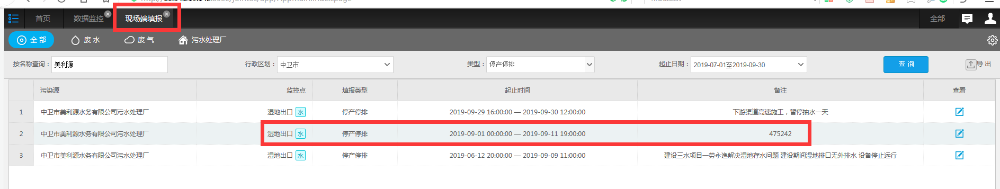 首页 数据监控 现场端填报 全部
全部 废水 废气 污水处理厂
按名称查询： 美利源 行政区划： 中卫市 类型： 停产停排 起止日期： 2019-07-01至2019-09-30 查询 导出
污染源 监控点 填报类型 起止时间 备注 查看
1 中卫市美利源水务有限公司污水处理厂 湿地出口 水 停产停排 2019-09-29 16:00:00 — 2019-09-30 12:00:00 下游渠道高速施工，暂停抽水一天
2 中卫市美利源水务有限公司污水处理厂 湿地出口 水 停产停排 2019-09-01 00:00:00 — 2019-09-11 19:00:00 475242
3 中卫市美利源水务有限公司污水处理厂 湿地出口 水 停产停排 2019-06-12 20:00:00 — 2019-09-09 11:00:00 建设三水项目一劳永逸解决湿地存水问题 建设期间湿地排口无外排水 设备停止运行